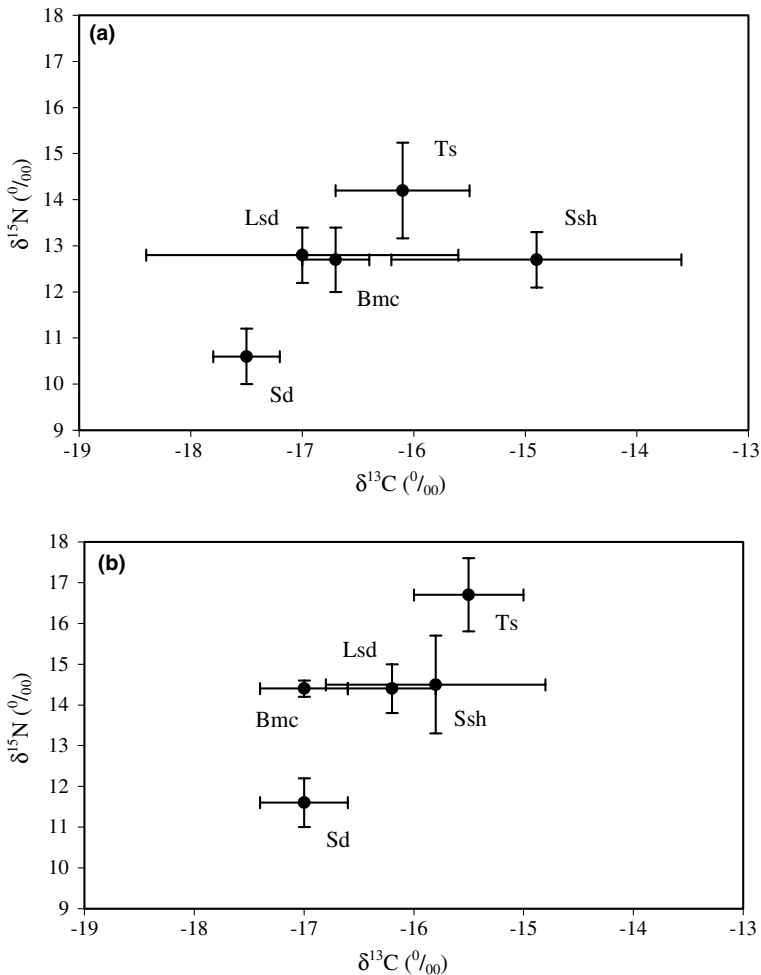 (a)
18
17
16
15
14
13
12
11
10
9
δ¹⁵N (⁰/₀₀)
Ts
Lsd
Ssh
Bmc
Sd
-19 -18 -17 -16 -15 -14 -13
δ¹³C (⁰/₀₀)
(b)
18
17
16
15
14
13
12
11
10
9
δ¹⁵N (⁰/₀₀)
Ts
Lsd
Bmc Ssh
Sd
-19 -18 -17 -16 -15 -14 -13
δ¹³C (⁰/₀₀)